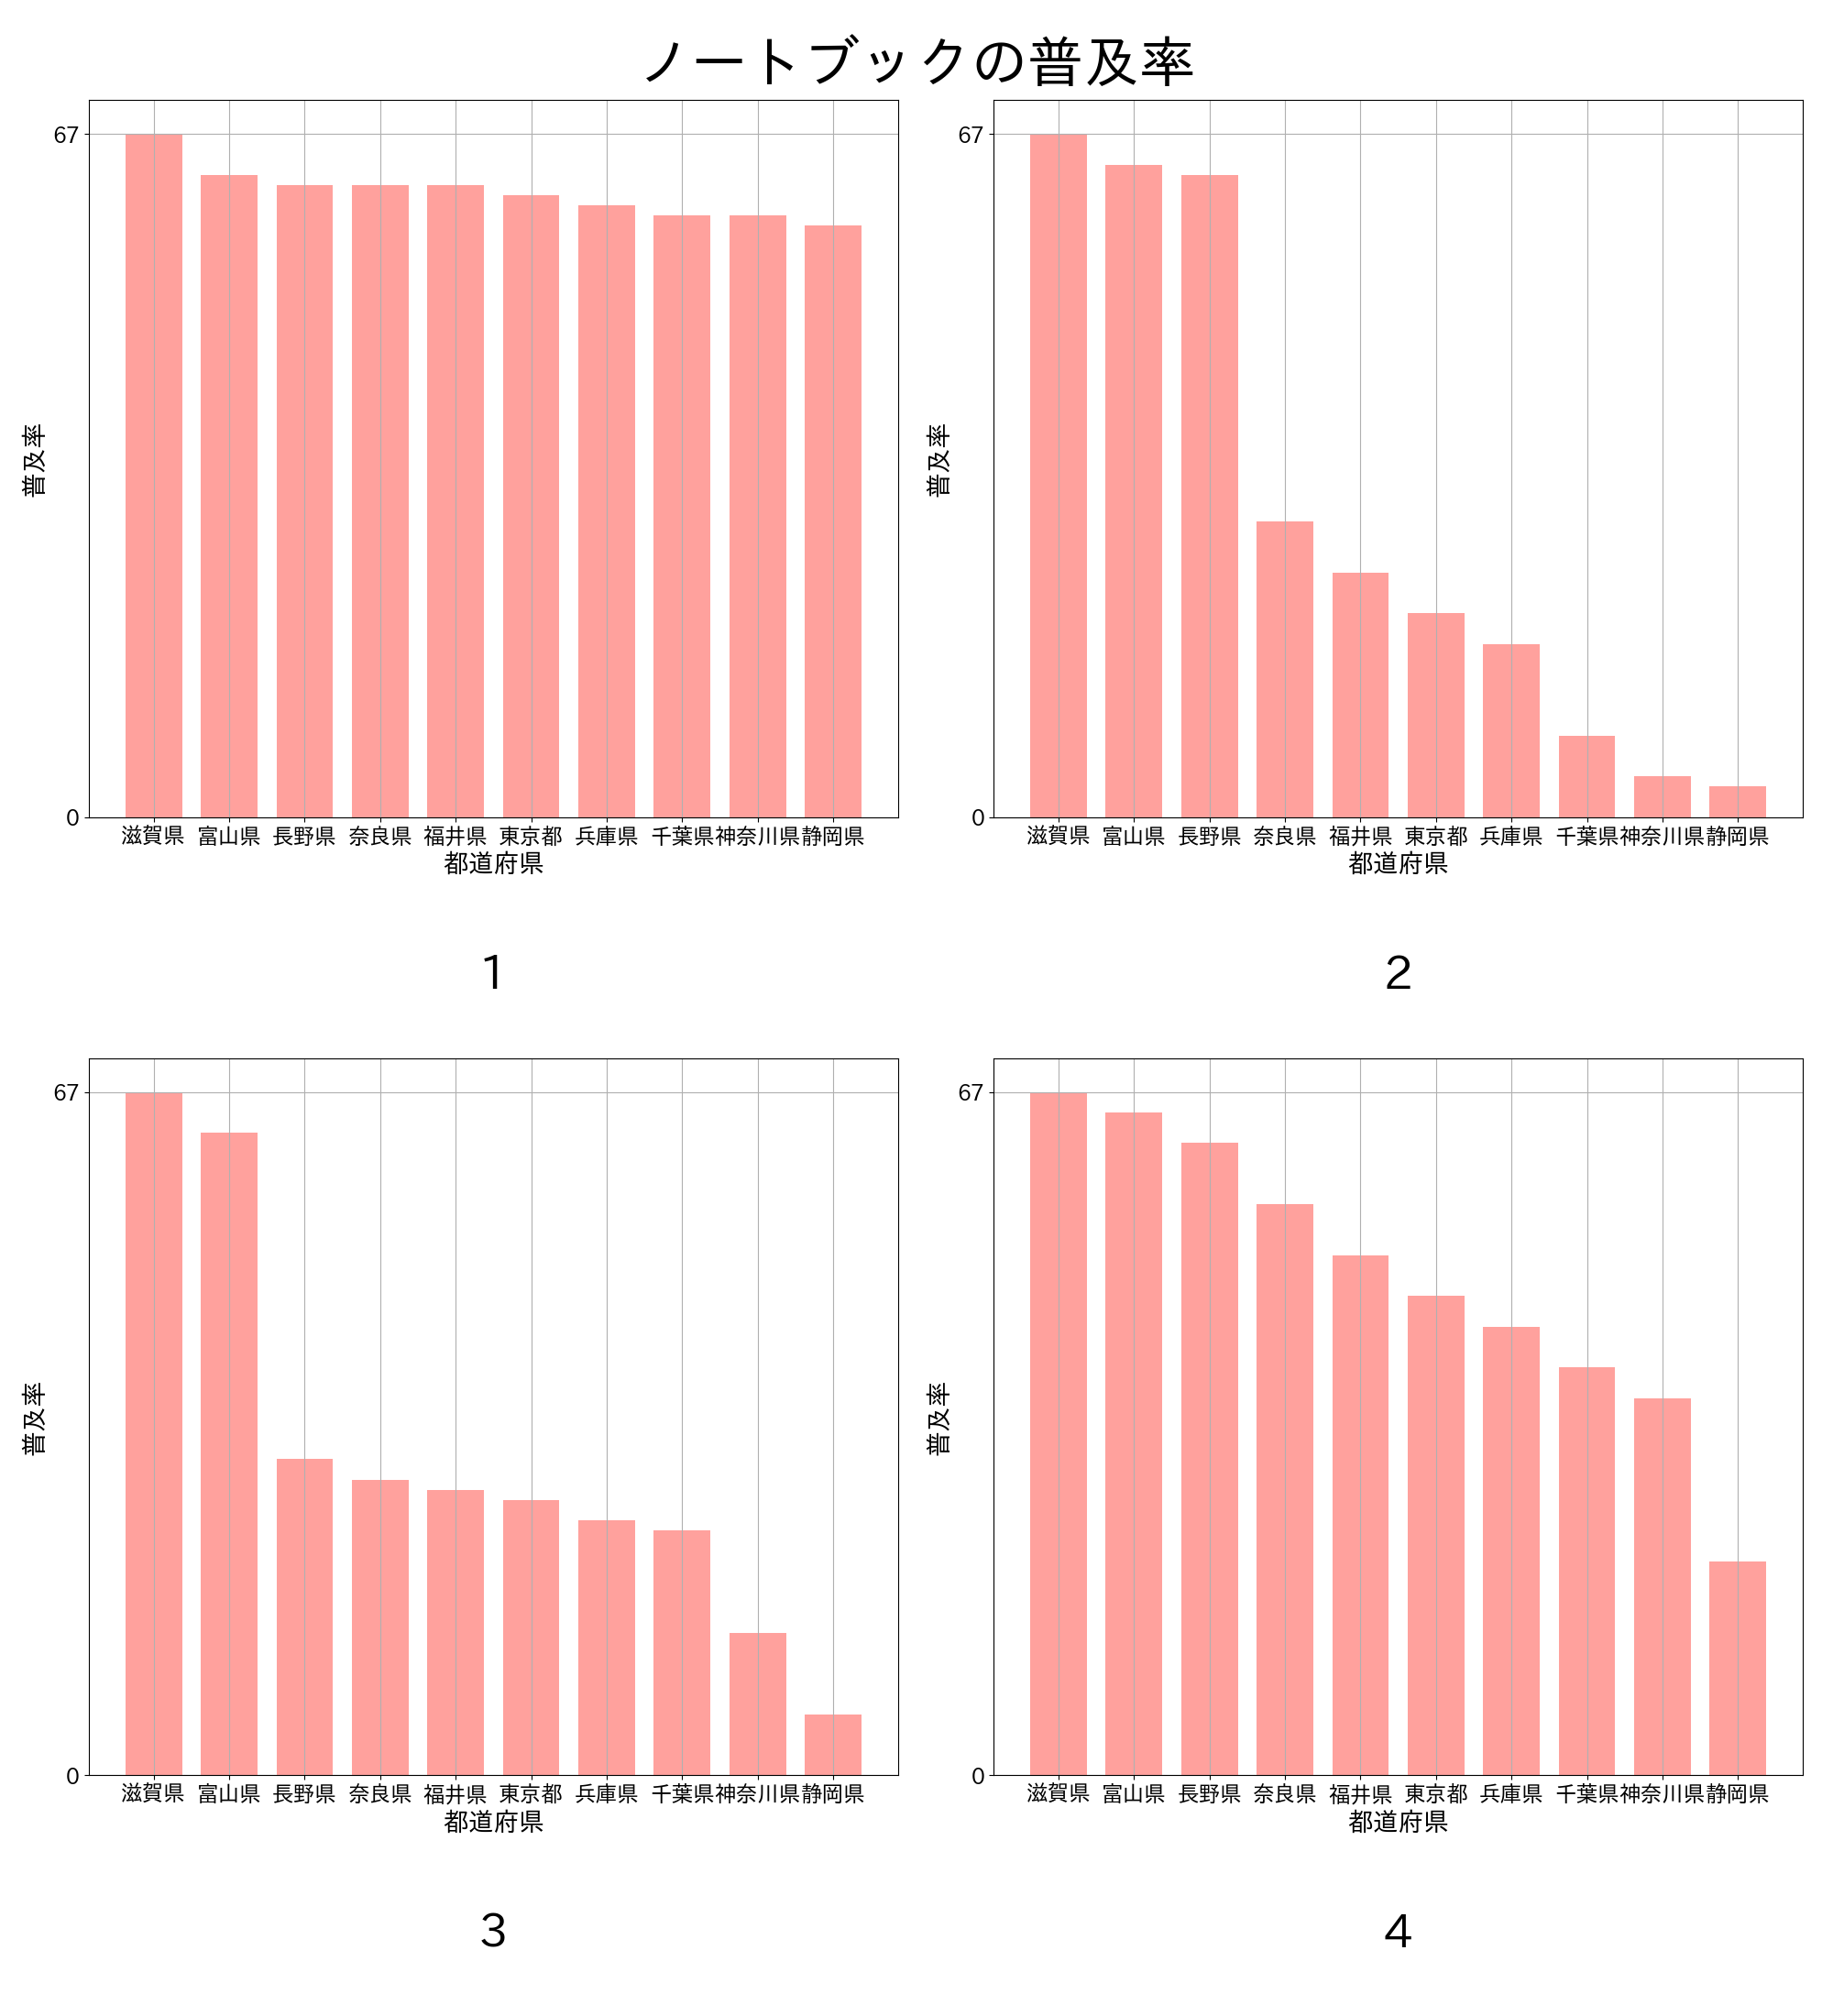 ノートブックの普及率
67
0
普及率
滋賀県 富山県 長野県 奈良県 福井県 東京都 兵庫県 千葉県 神奈川県 静岡県
都道府県
1
67
0
普及率
滋賀県 富山県 長野県 奈良県 福井県 東京都 兵庫県 千葉県 神奈川県 静岡県
都道府県
2
67
0
普及率
滋賀県 富山県 長野県 奈良県 福井県 東京都 兵庫県 千葉県 神奈川県 静岡県
都道府県
3
67
0
普及率
滋賀県 富山県 長野県 奈良県 福井県 東京都 兵庫県 千葉県 神奈川県 静岡県
都道府県
4